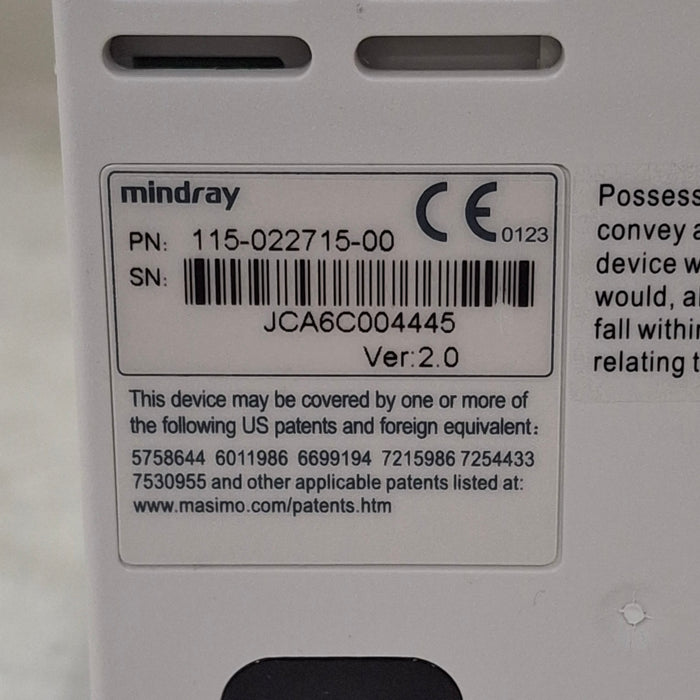 mindray
CE 0123
PN: 115-022715-00
SN:
JCA6C004445
Ver:2.0
This device may be covered by one or more of
the following US patents and foreign equivalent:
5758644 6011986 6699194 7215986 7254433
7530955 and other applicable patents listed at:
www.masimo.com/patents.htm
Possess
convey a
device w
would, a
fall within
relating t